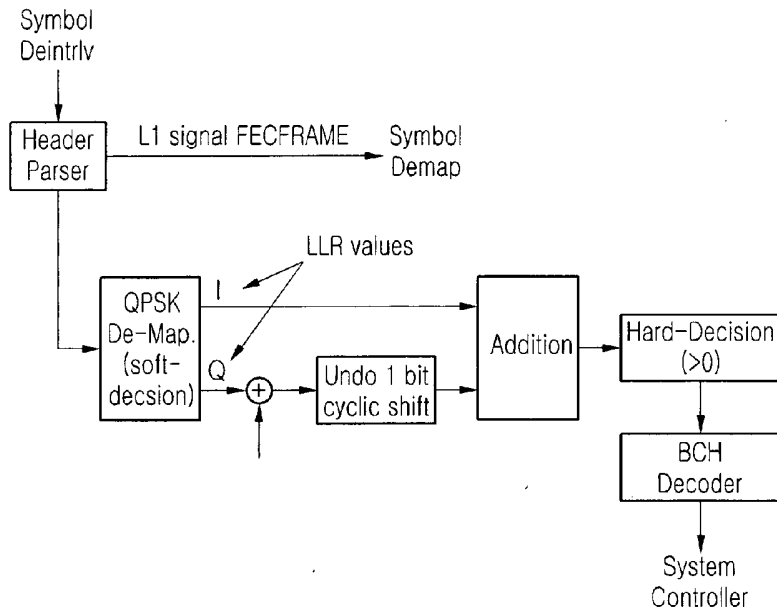 Symbol
Deintrlv
Header
Parser
L1 signal FECFRAME
Symbol
Demap
LLR values
QPSK
De-Map.
(soft-
decsion)
I
Q
+
Undo 1 bit
cyclic shift
Addition
Hard-Decision
(>0)
BCH
Decoder
System
Controller